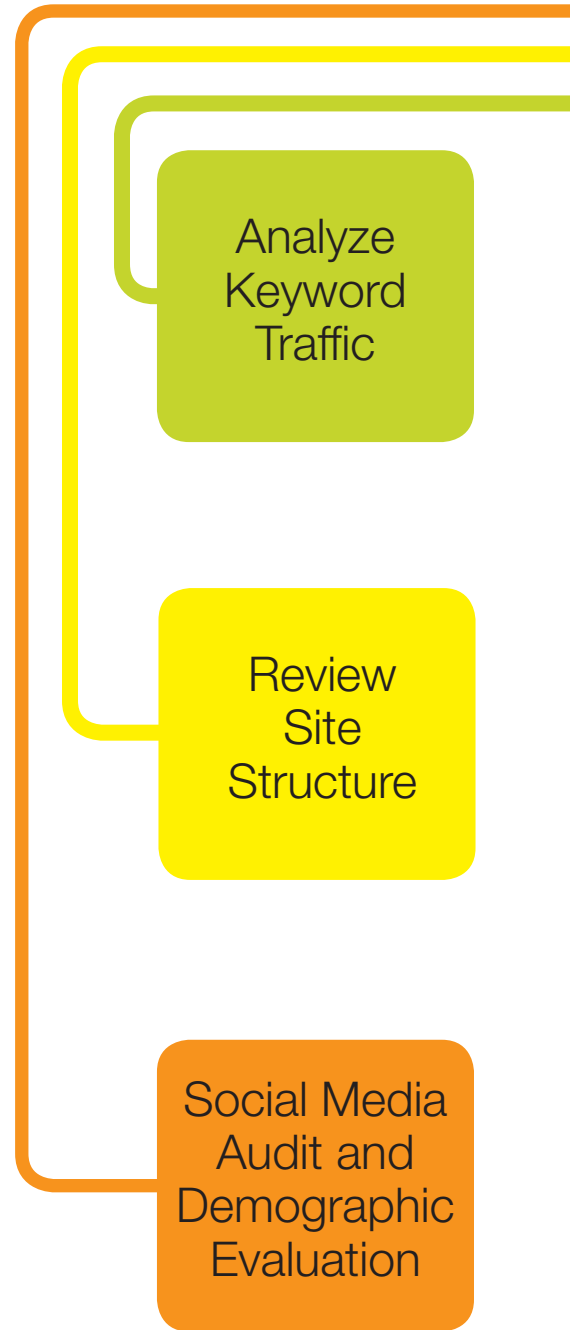 Analyze
Keyword
Traffic
Review
Site
Structure
Social Media
Audit and
Demographic
Evaluation